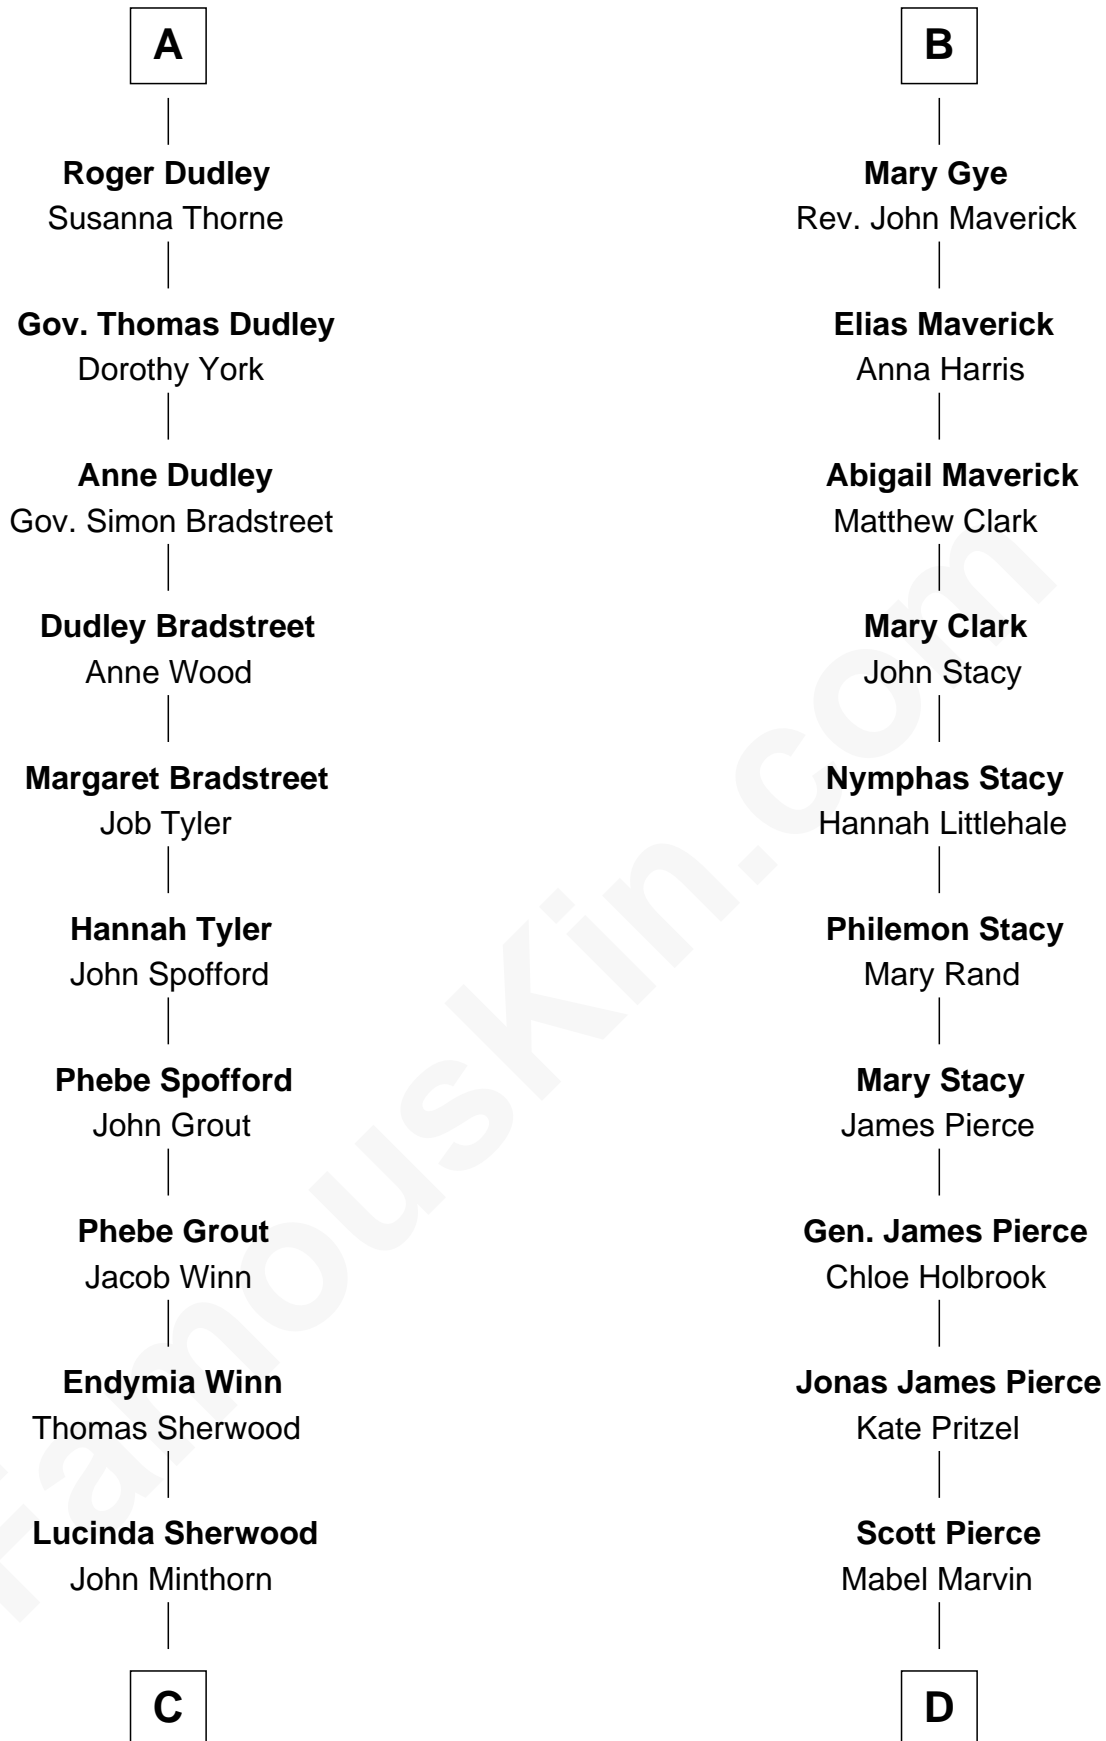 A
Roger Dudley
Susanna Thorne
Gov. Thomas Dudley
Dorothy York
Anne Dudley
Gov. Simon Bradstreet
Dudley Bradstreet
Anne Wood
Margaret Bradstreet
Job Tyler
Hannah Tyler
John Spofford
Phebe Spofford
John Grout
Phebe Grout
Jacob Winn
Endymia Winn
Thomas Sherwood
Lucinda Sherwood
John Minthorn
C
B
Mary Gye
Rev. John Maverick
Elias Maverick
Anna Harris
Abigail Maverick
Matthew Clark
Mary Clark
John Stacy
Nymphas Stacy
Hannah Littlehale
Philemon Stacy
Mary Rand
Mary Stacy
James Pierce
Gen. James Pierce
Chloe Holbrook
Jonas James Pierce
Kate Pritzel
Scott Pierce
Mabel Marvin
D
FamousKin.com